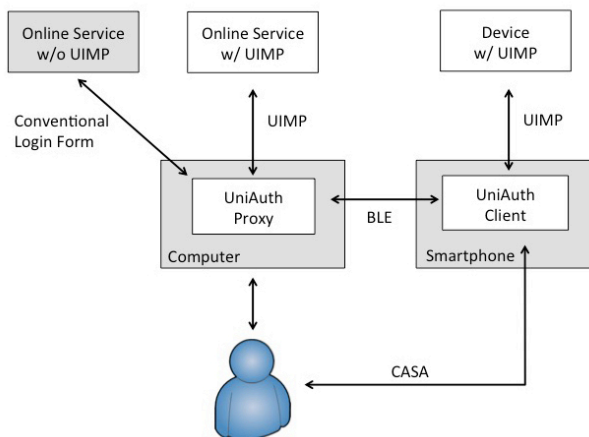 Online Service
w/o UIMP
Online Service
w/ UIMP
Device
w/ UIMP
Conventional
Login Form
UIMP
UIMP
UniAuth
Proxy
UniAuth
Client
BLE
Computer
Smartphone
CASA